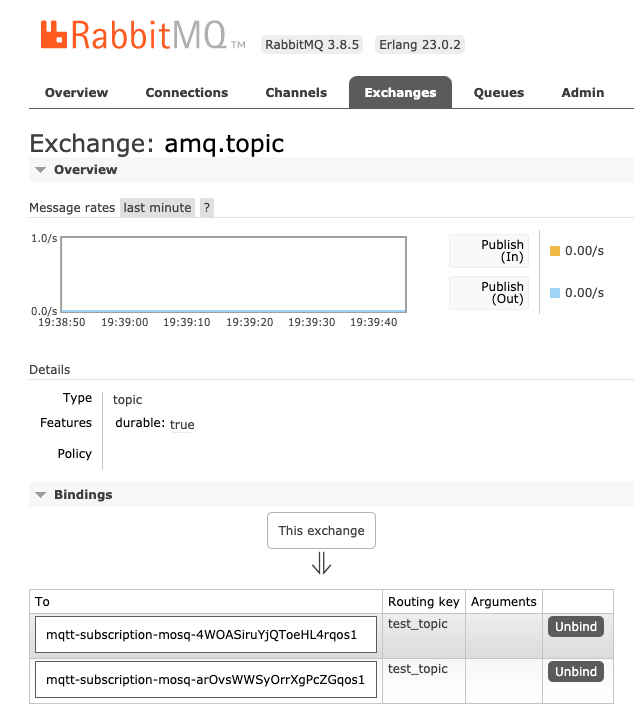 RabbitMQ TM RabbitMQ 3.8.5 Erlang 23.0.2
Overview Connections Channels Exchanges Queues Admin
Exchange: amq.topic
Overview
Message rates last minute ?
1.0/s
0.0/s
19:38:50 19:39:00 19:39:10 19:39:20 19:39:30 19:39:40
Publish
(In)
0.00/s
Publish
(Out)
0.00/s
Details
Type topic
Features durable: true
Policy
Bindings
This exchange
To Routing key Arguments
mqtt-subscription-mosq-4WOASiruYjQToeHL4rqos1 test_topic Unbind
mqtt-subscription-mosq-arOvsWWSyOrrXgPcZGqos1 test_topic Unbind